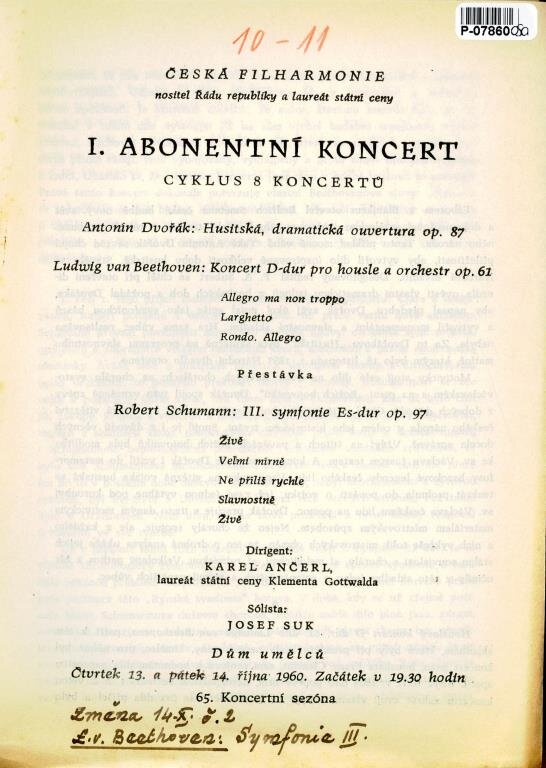 P-07860
10-11
ČESKÁ FILHARMONIE
nositel Řádu republiky a laureát státní ceny
I. ABONENTNÍ KONCERT
CYKLUS 8 KONCERTŮ
Antonín Dvořák: Husitská, dramatická ouvertura op. 87
Ludwig van Beethoven: Koncert D-dur pro housle a orchestr op. 61
Allegro ma non troppo
Larghetto
Rondo. Allegro
Přestávka
Robert Schumann: III. symfonie Es-dur op. 97
Živě
Velmi mírně
Ne příliš rychle
Slavnostně
Živě
Dirigent:
KAREL ANČERL,
laureát státní ceny Klementa Gottwalda
Sólista:
JOSEF SUK
Dům umělců
Čtvrtek 13. a pátek 14. října 1960. Začátek v 19.30 hodin
65. Koncertní sezóna
Změna 14.X. č. 2
L.v. Beethoven: Symfonie III.